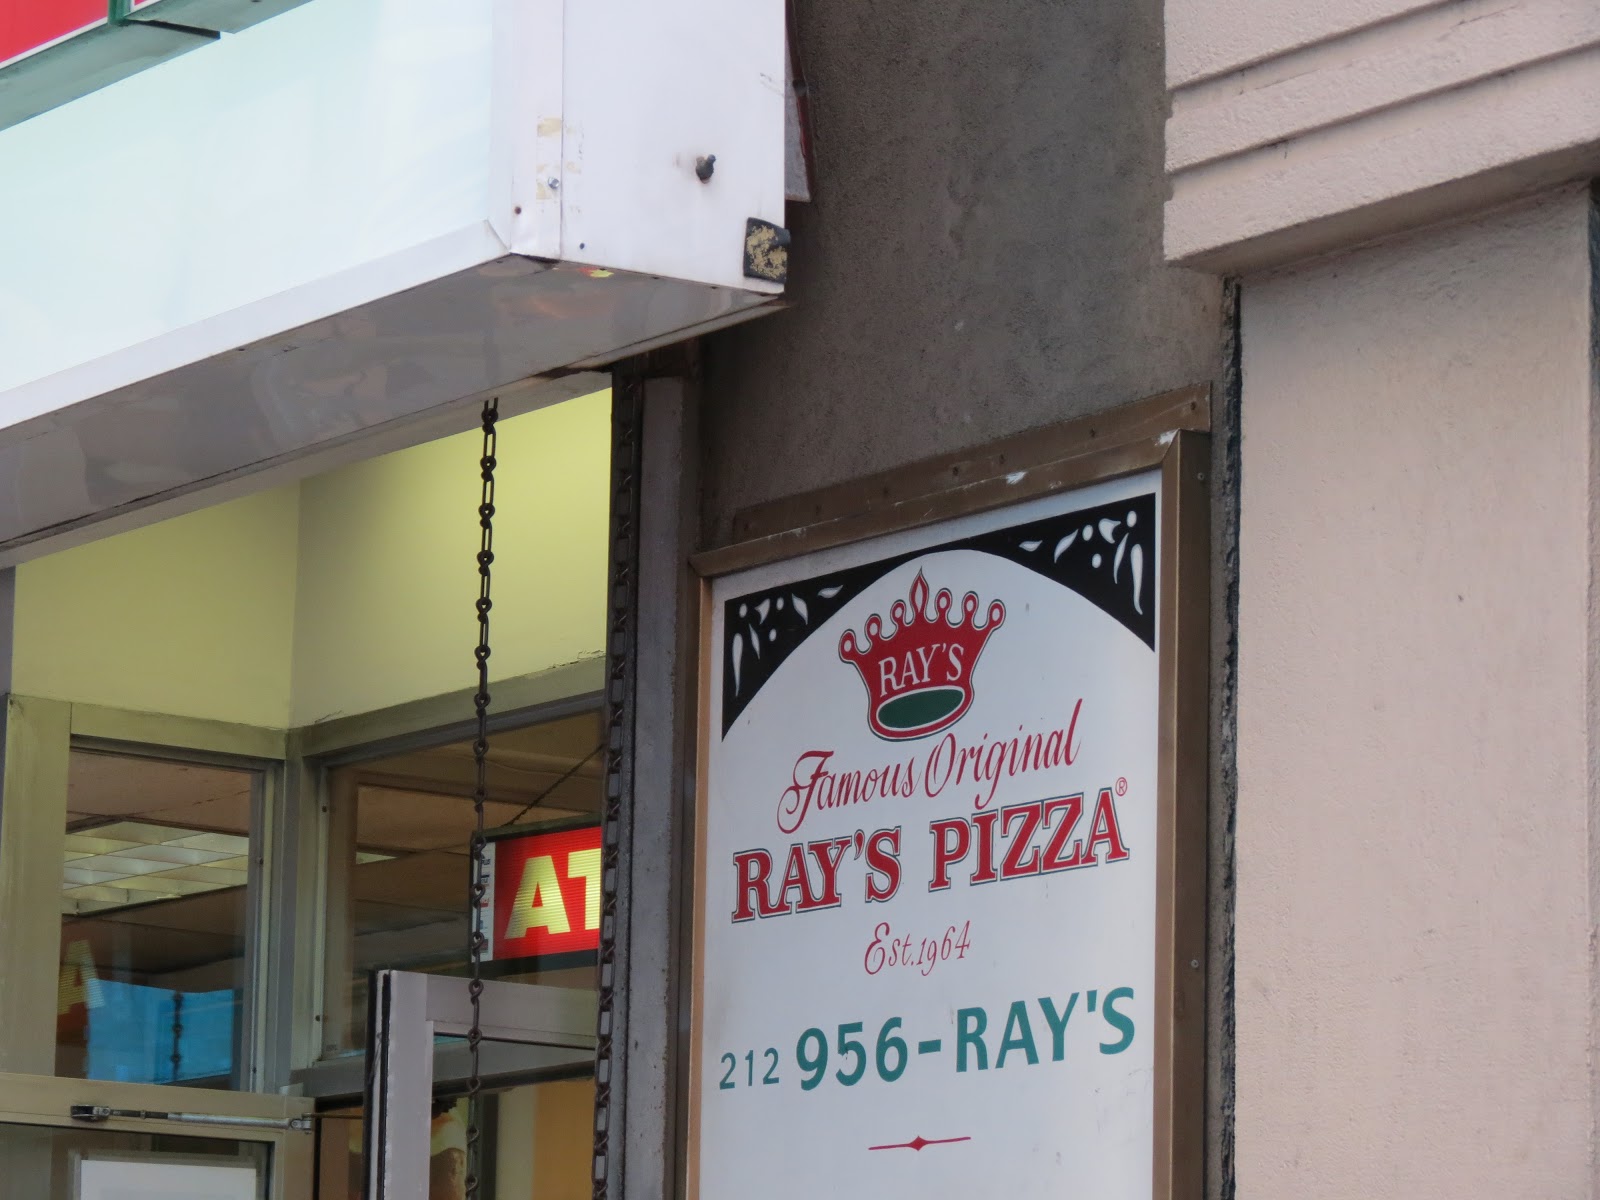 RAY'S
Famous Original
RAY'S PIZZA®
Est.1964
212 956-RAY'S
AT
A